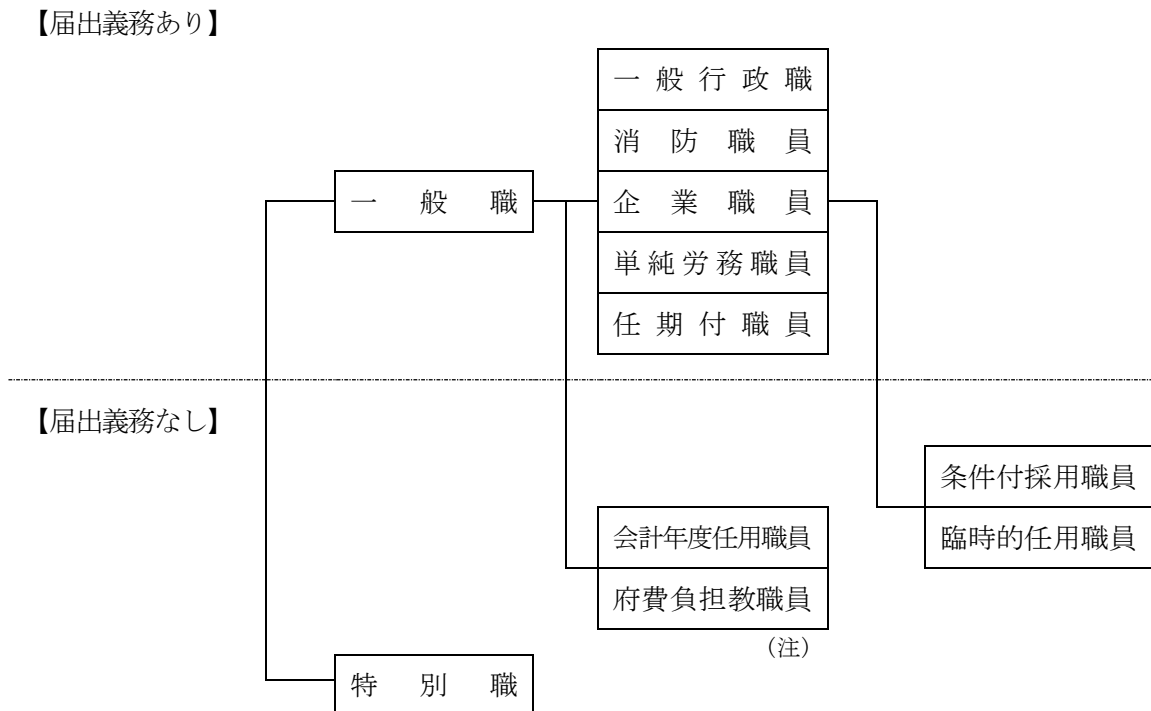 【届出義務あり】
一般行政職
消防職員
一般職
企業職員
単純労務職員
任期付職員
【届出義務なし】
条件付採用職員
会計年度任用職員
臨時的任用職員
府費負担教職員
（注）
特別職